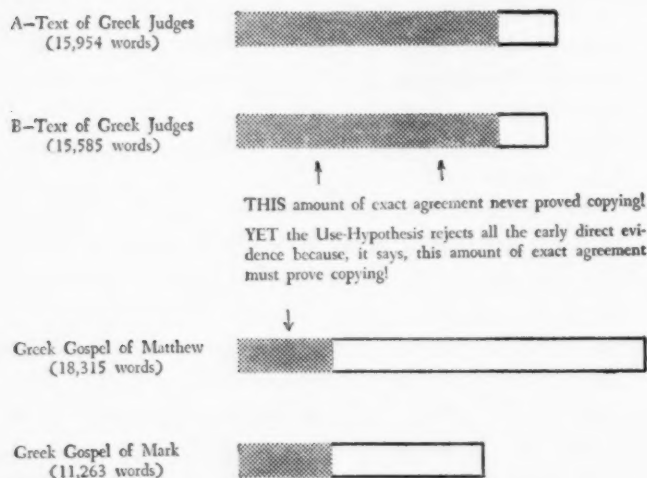 A—Text of Greek Judges
(15,954 words)
B—Text of Greek Judges
(15,585 words)
THIS amount of exact agreement never proved copying!
YET the Use-Hypothesis rejects all the early direct evi-
dence because, it says, this amount of exact agreement
must prove copying!
Greek Gospel of Matthew
(18,315 words)
Greek Gospel of Mark
(11,263 words)